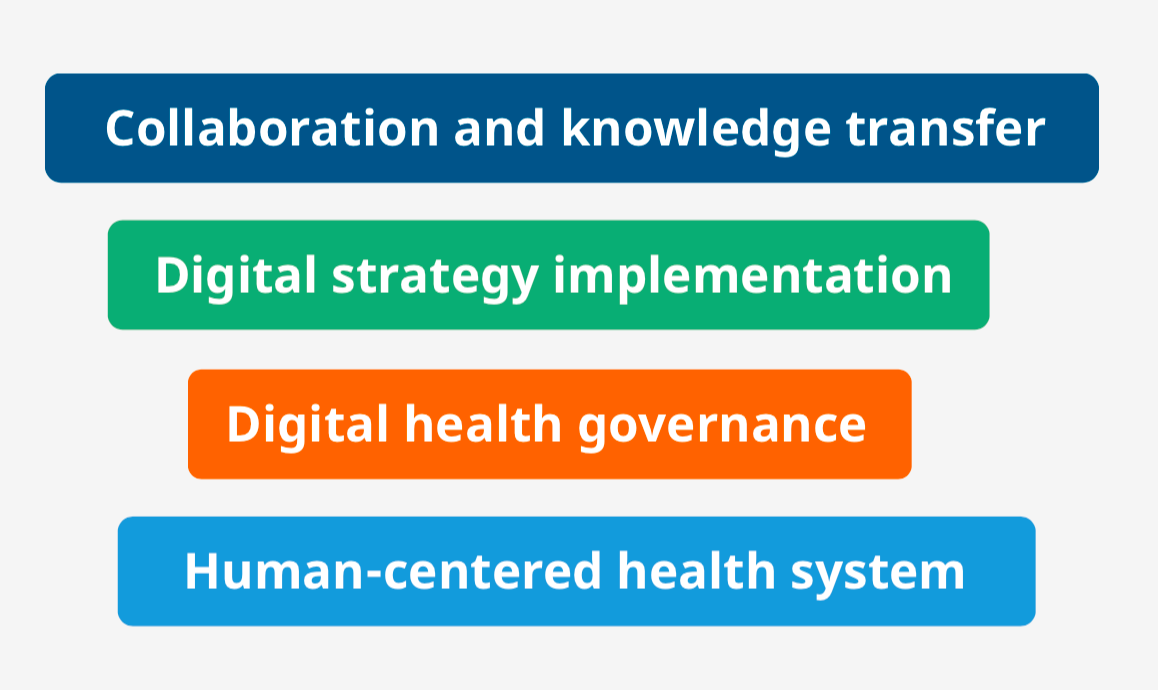 Collaboration and knowledge transfer
Digital strategy implementation
Digital health governance
Human-centered health system